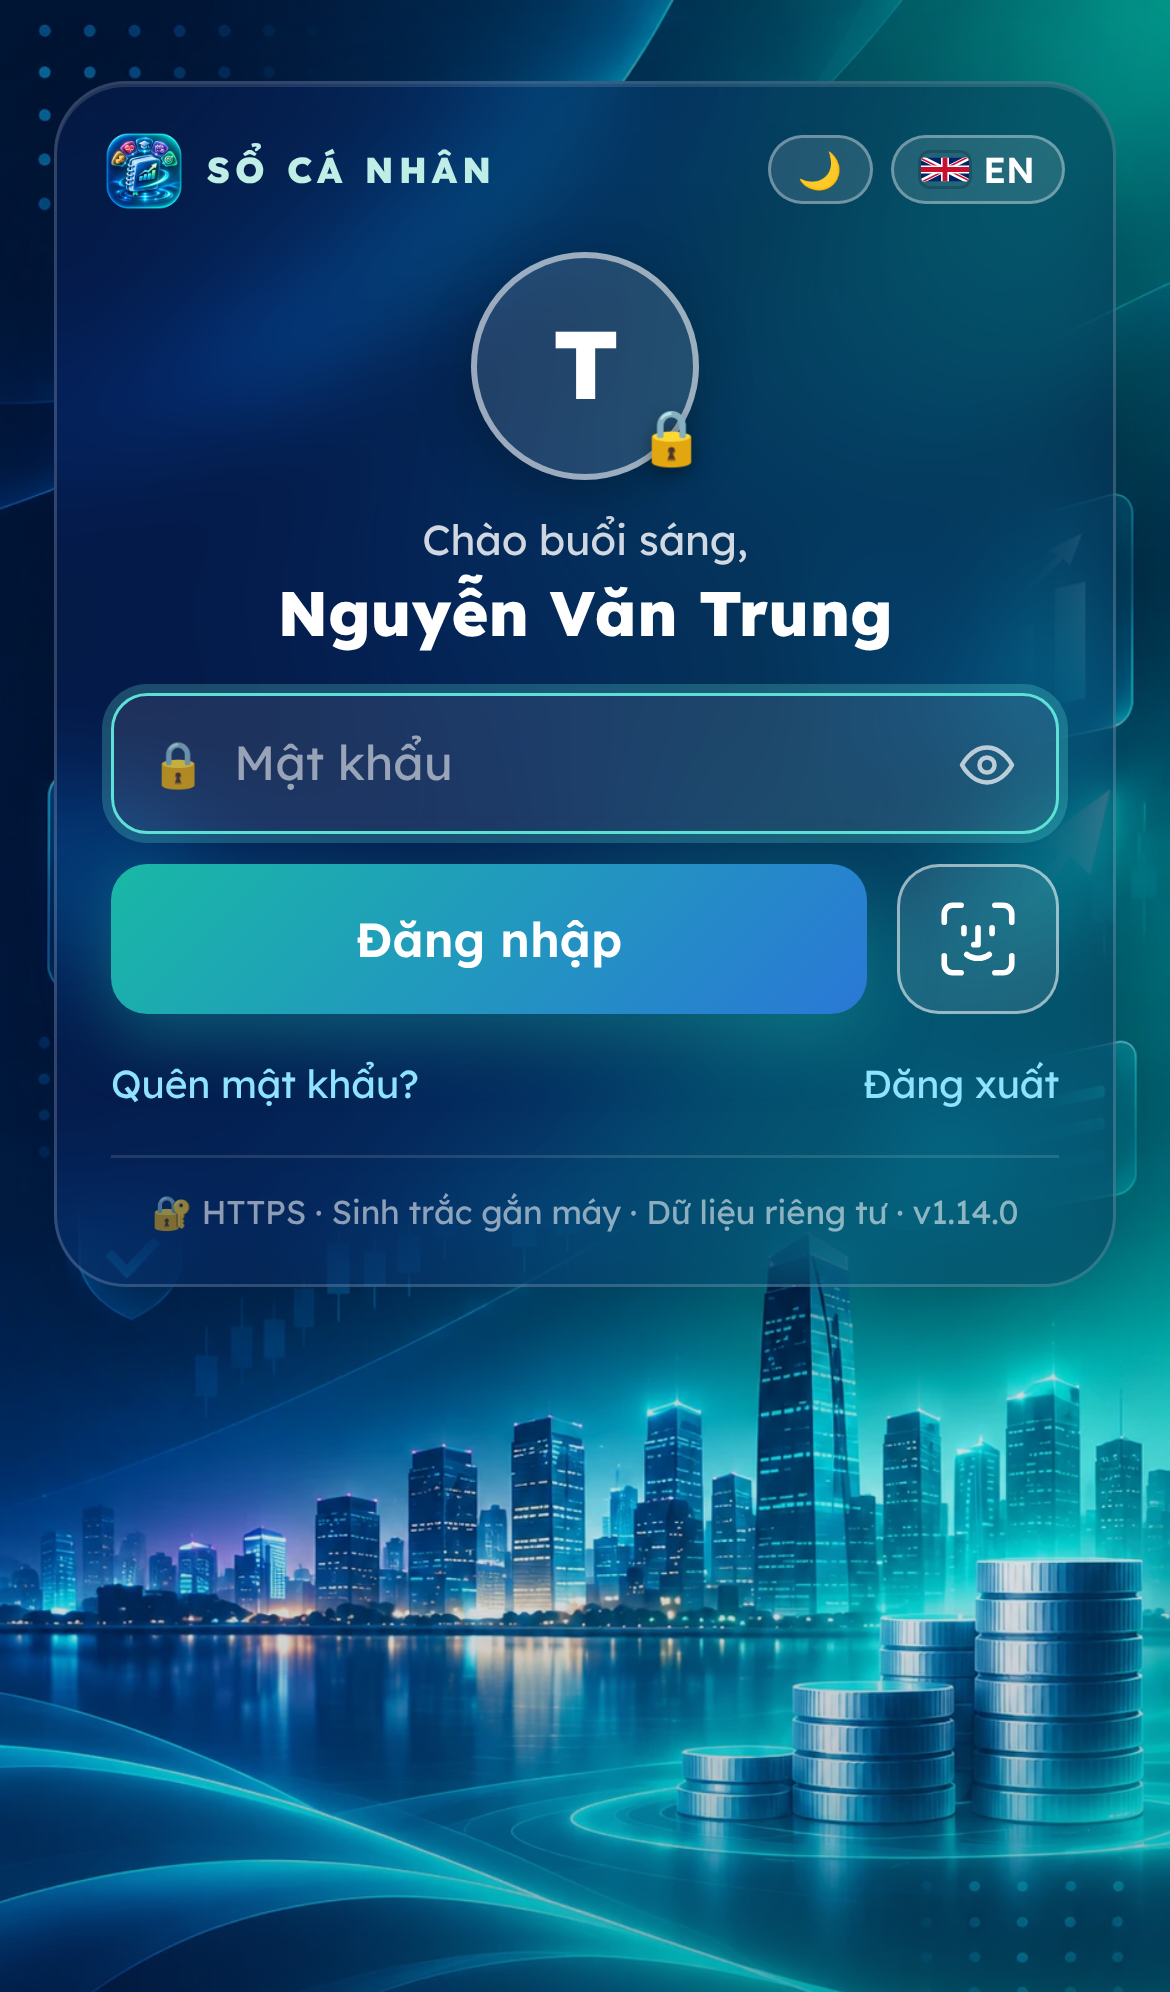 SỔ CÁ NHÂN
EN
T
Chào buổi sáng,
Nguyễn Văn Trung
Mật khẩu
Đăng nhập
Quên mật khẩu?
Đăng xuất
HTTPS · Sinh trắc gắn máy · Dữ liệu riêng tư · v1.14.0